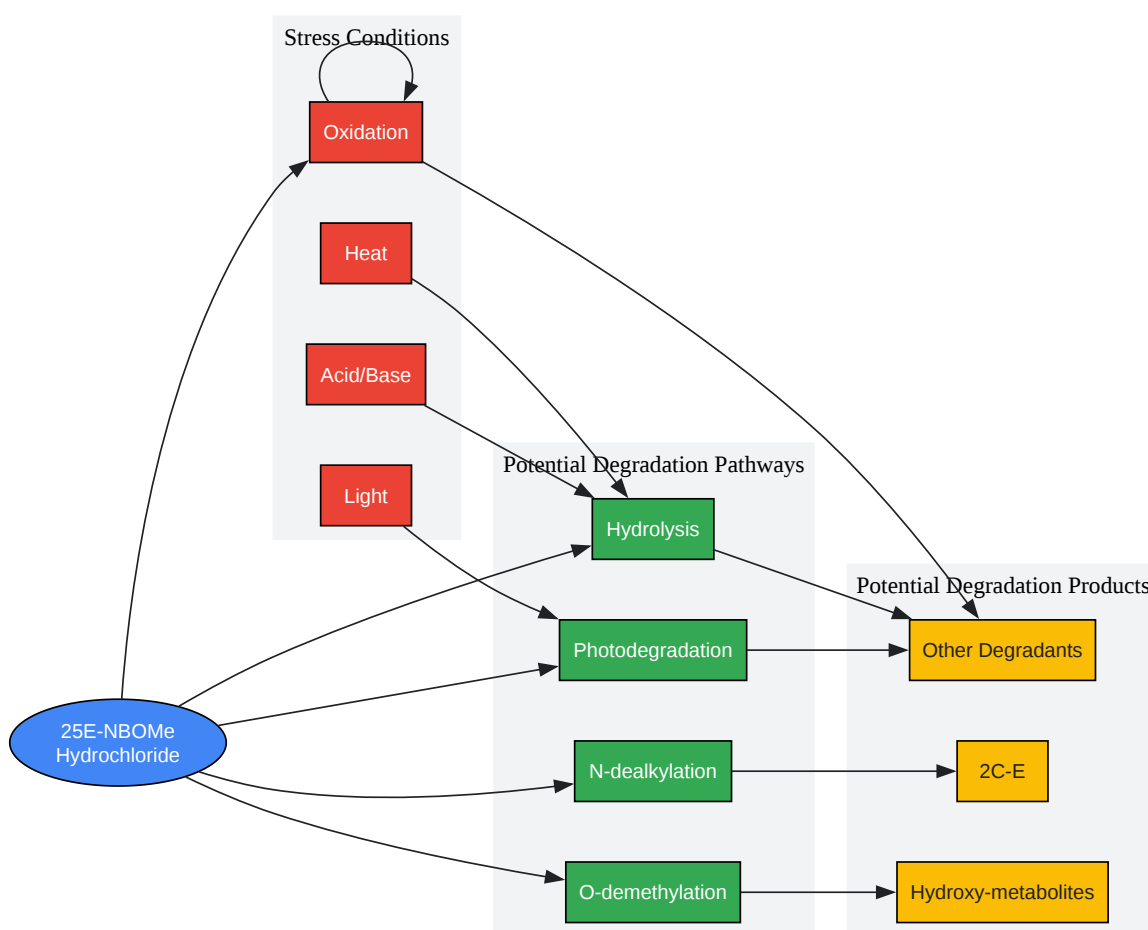 Stress Conditions
Oxidation
Heat
Acid/Base
Light
Potential Degradation Pathways
Hydrolysis
Potential Degradation Products
Photodegradation
Other Degradants
25E-NBOMe
Hydrochloride
N-dealkylation
2C-E
O-demethylation
Hydroxy-metabolites